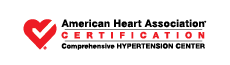 American Heart Association
CERTIFICATION
Comprehensive HYPERTENSION CENTER